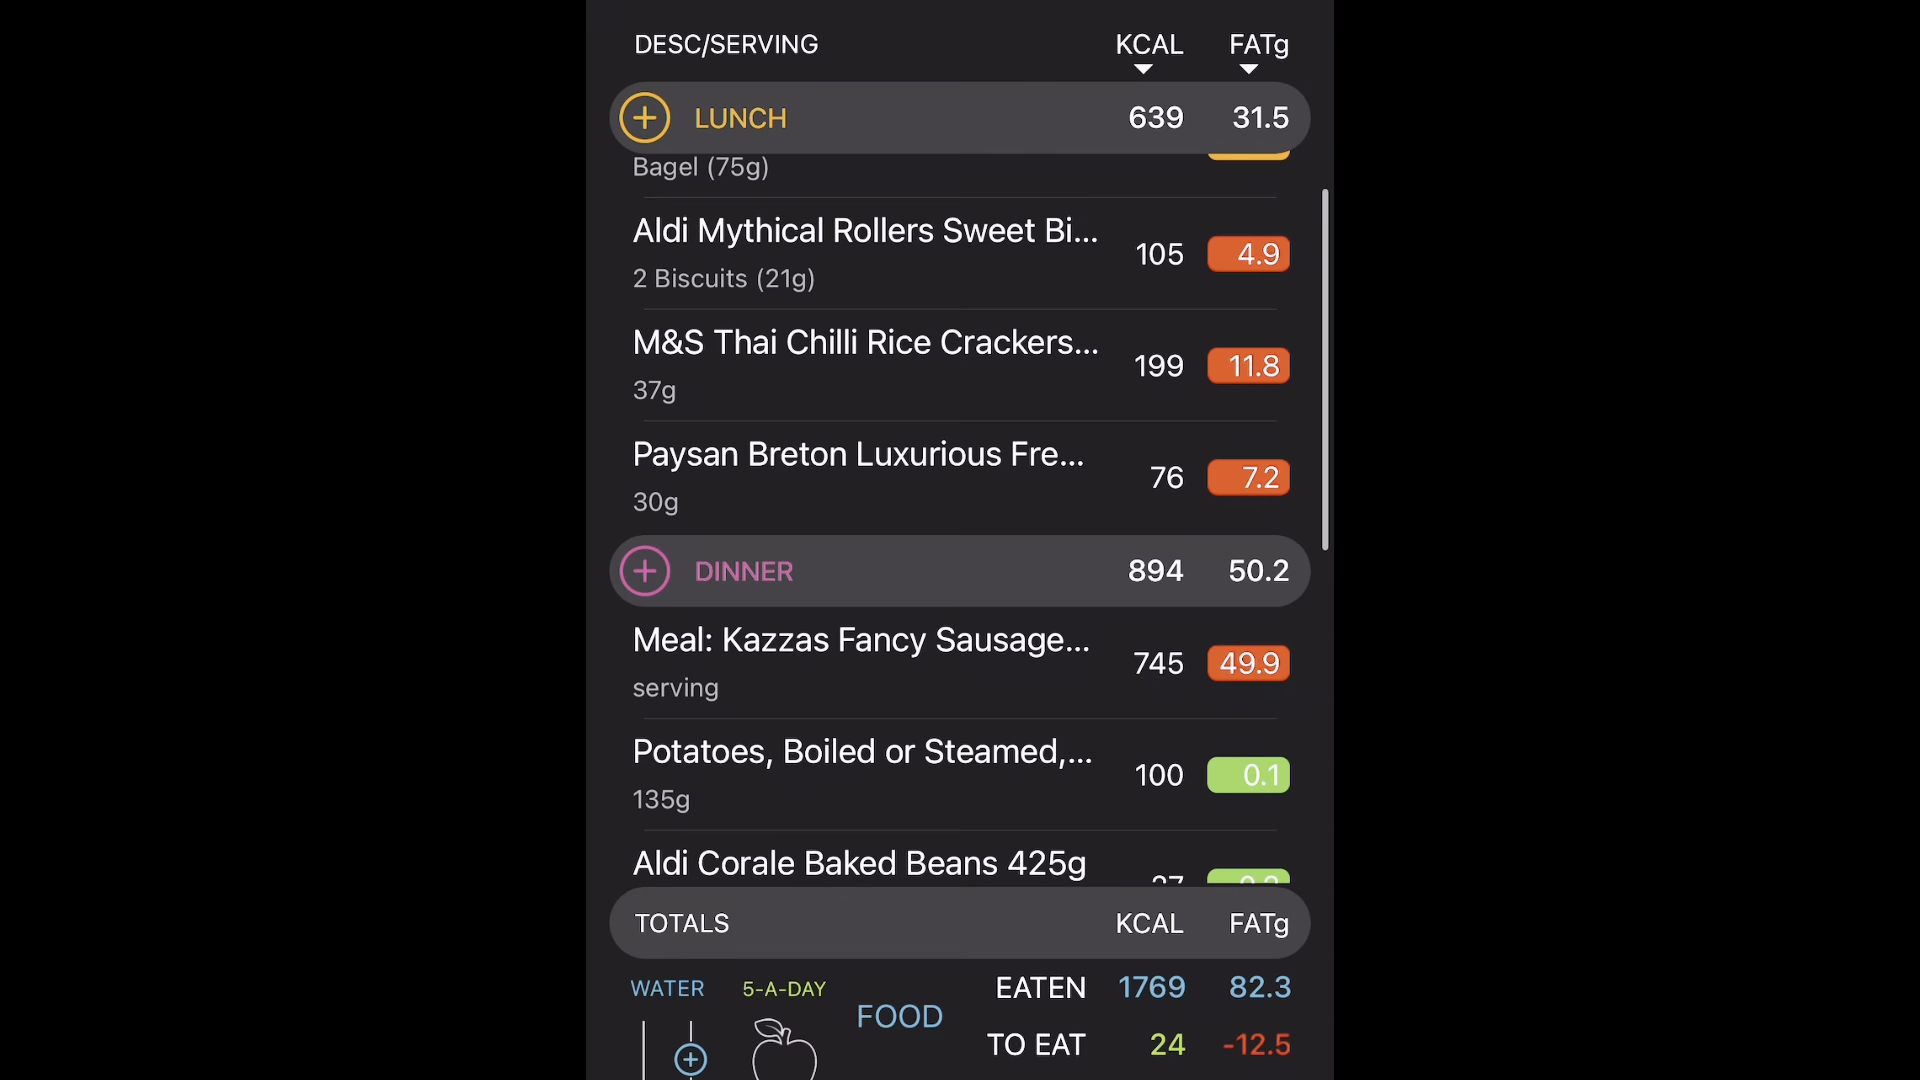 DESC/SERVING KCAL FATg
LUNCH 639 31.5
Bagel (75g)
Aldi Mythical Rollers Sweet Bi... 105 4.9
2 Biscuits (21g)
M&S Thai Chilli Rice Crackers... 199 11.8
37g
Paysan Breton Luxurious Fre... 76 7.2
30g
DINNER 894 50.2
Meal: Kazzas Fancy Sausage... 745 49.9
serving
Potatoes, Boiled or Steamed,... 100 0.1
135g
Aldi Corale Baked Beans 425g
TOTALS KCAL FATg
WATER 5-A-DAY FOOD EATEN 1769 82.3
TO EAT 24 -12.5